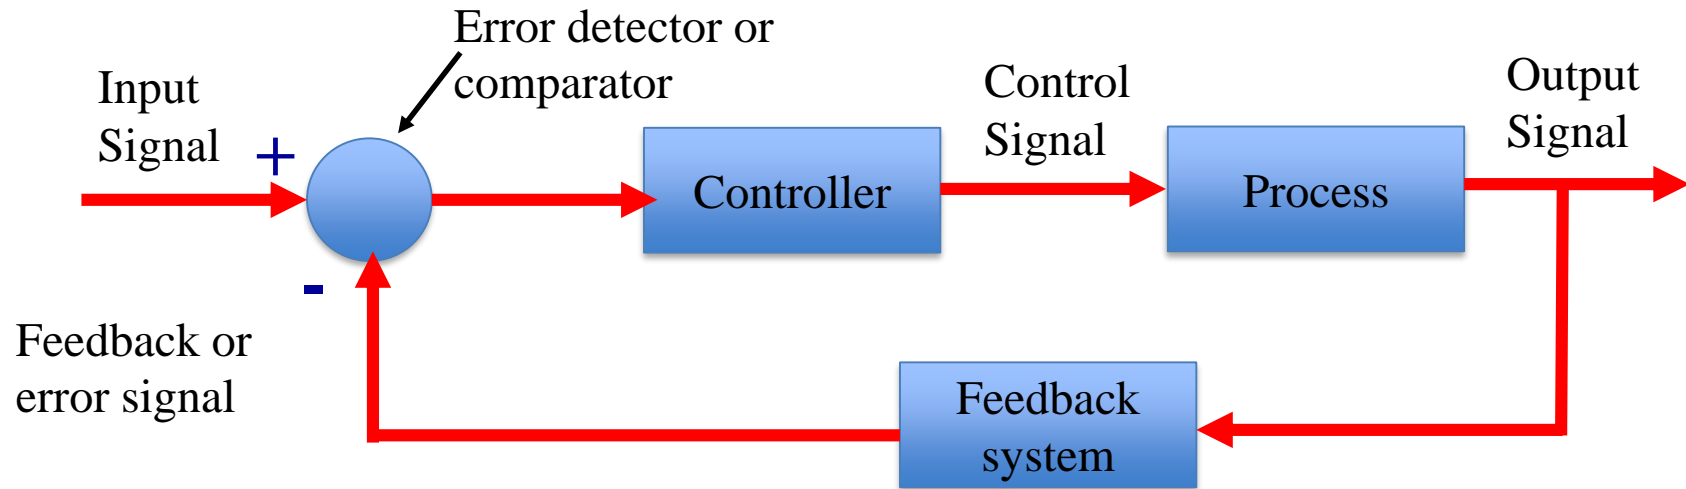 Error detector or
comparator
Input
Signal
+
Control
Signal
Output
Signal
Controller
Process
-
Feedback or
error signal
Feedback
system